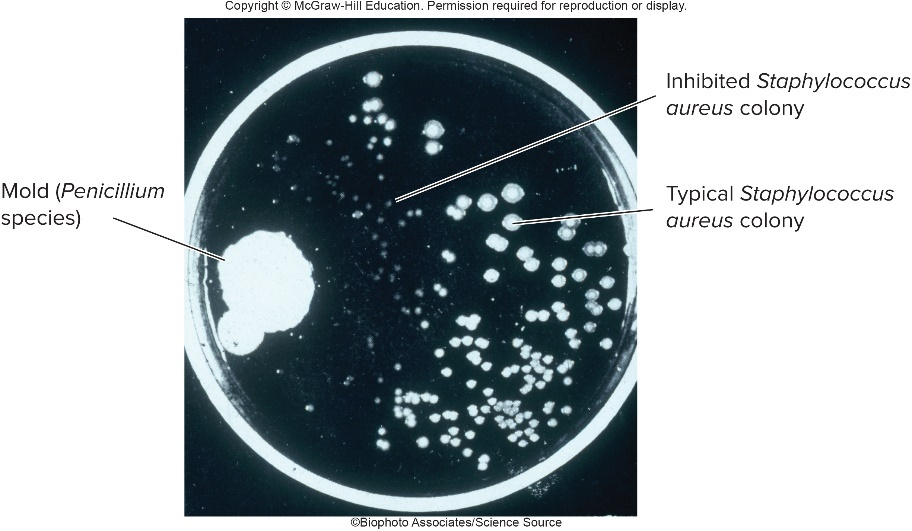 Copyright © McGraw-Hill Education. Permission required for reproduction or display.
Inhibited Staphylococcus
aureus colony
Mold (Penicillium
species)
Typical Staphylococcus
aureus colony
©Biophoto Associates/Science Source